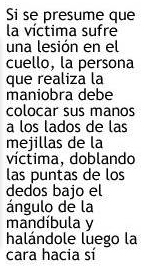 Si se presume que
la víctima sufre
una lesión en el
cuello, la persona
que realiza la
maniobra debe
colocar sus manos
a los lados de las
mejillas de la
víctima, doblando
las puntas de los
dedos bajo el
ángulo de la
mandíbula y
halándole luego la
cara hacia sí